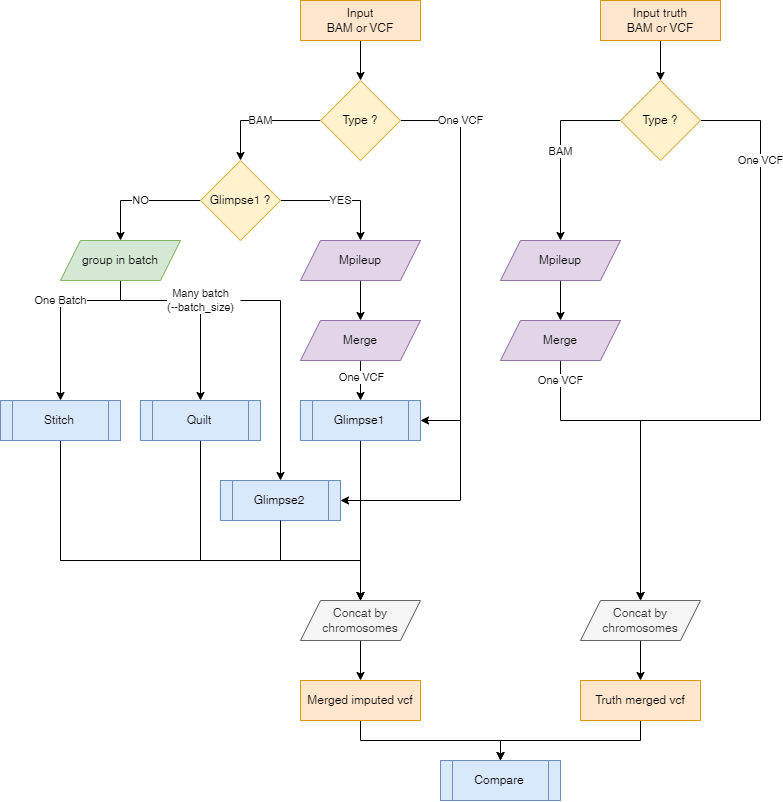 Input
BAM or VCF
Input truth
BAM or VCF
Type ?
Type ?
BAM
One VCF
BAM
One VCF
Glimpse1 ?
NO
YES
group in batch
Mpileup
Mpileup
One Batch
Many batch
(--batch_size)
Merge
Merge
One VCF
One VCF
Stitch
Quilt
Glimpse1
Glimpse2
Concat by
chromosomes
Concat by
chromosomes
Merged imputed vcf
Truth merged vcf
Compare